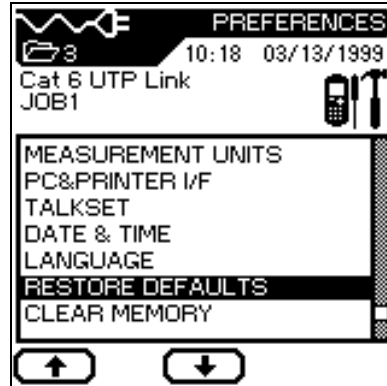 PREFERENCES
3 10:18 03/13/1999
Cat 6 UTP Link
JOB1
MEASUREMENT UNITS
PC&PRINTER I/F
TALKSET
DATE & TIME
LANGUAGE
RESTORE DEFAULTS
CLEAR MEMORY